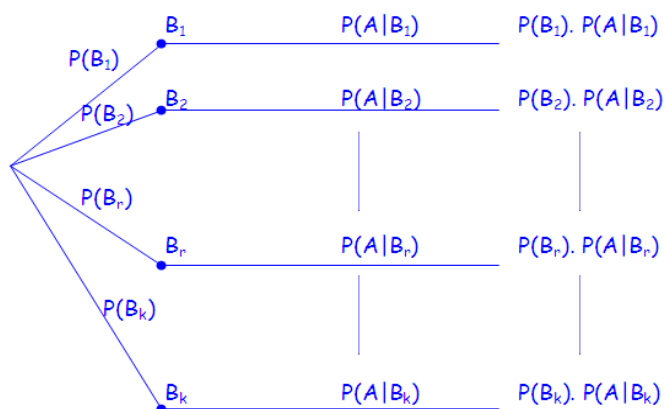 B₁ P(A|B₁) P(B₁). P(A|B₁)
P(B₁)
B₂ P(A|B₂) P(B₂). P(A|B₂)
P(B₂)
P(Bᵣ)
Bᵣ P(A|Bᵣ) P(Bᵣ). P(A|Bᵣ)
P(Bₖ)
Bₖ P(A|Bₖ) P(Bₖ). P(A|Bₖ)